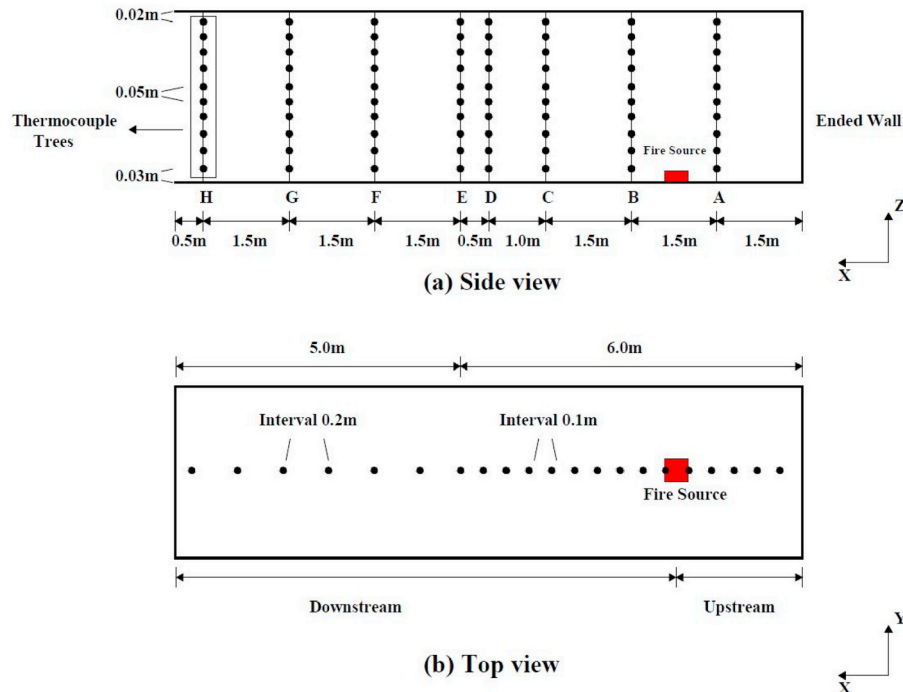 0.02m
0.05m
Thermocouple
Trees
Ended Wall
Fire Source
0.03m
H G F E D C B A
0.5m 1.5m 1.5m 1.5m 0.5m 1.0m 1.5m 1.5m 1.5m
Z
X
(a) Side view
5.0m 6.0m
Interval 0.2m Interval 0.1m
Fire Source
Downstream Upstream
Y
(b) Top view
X